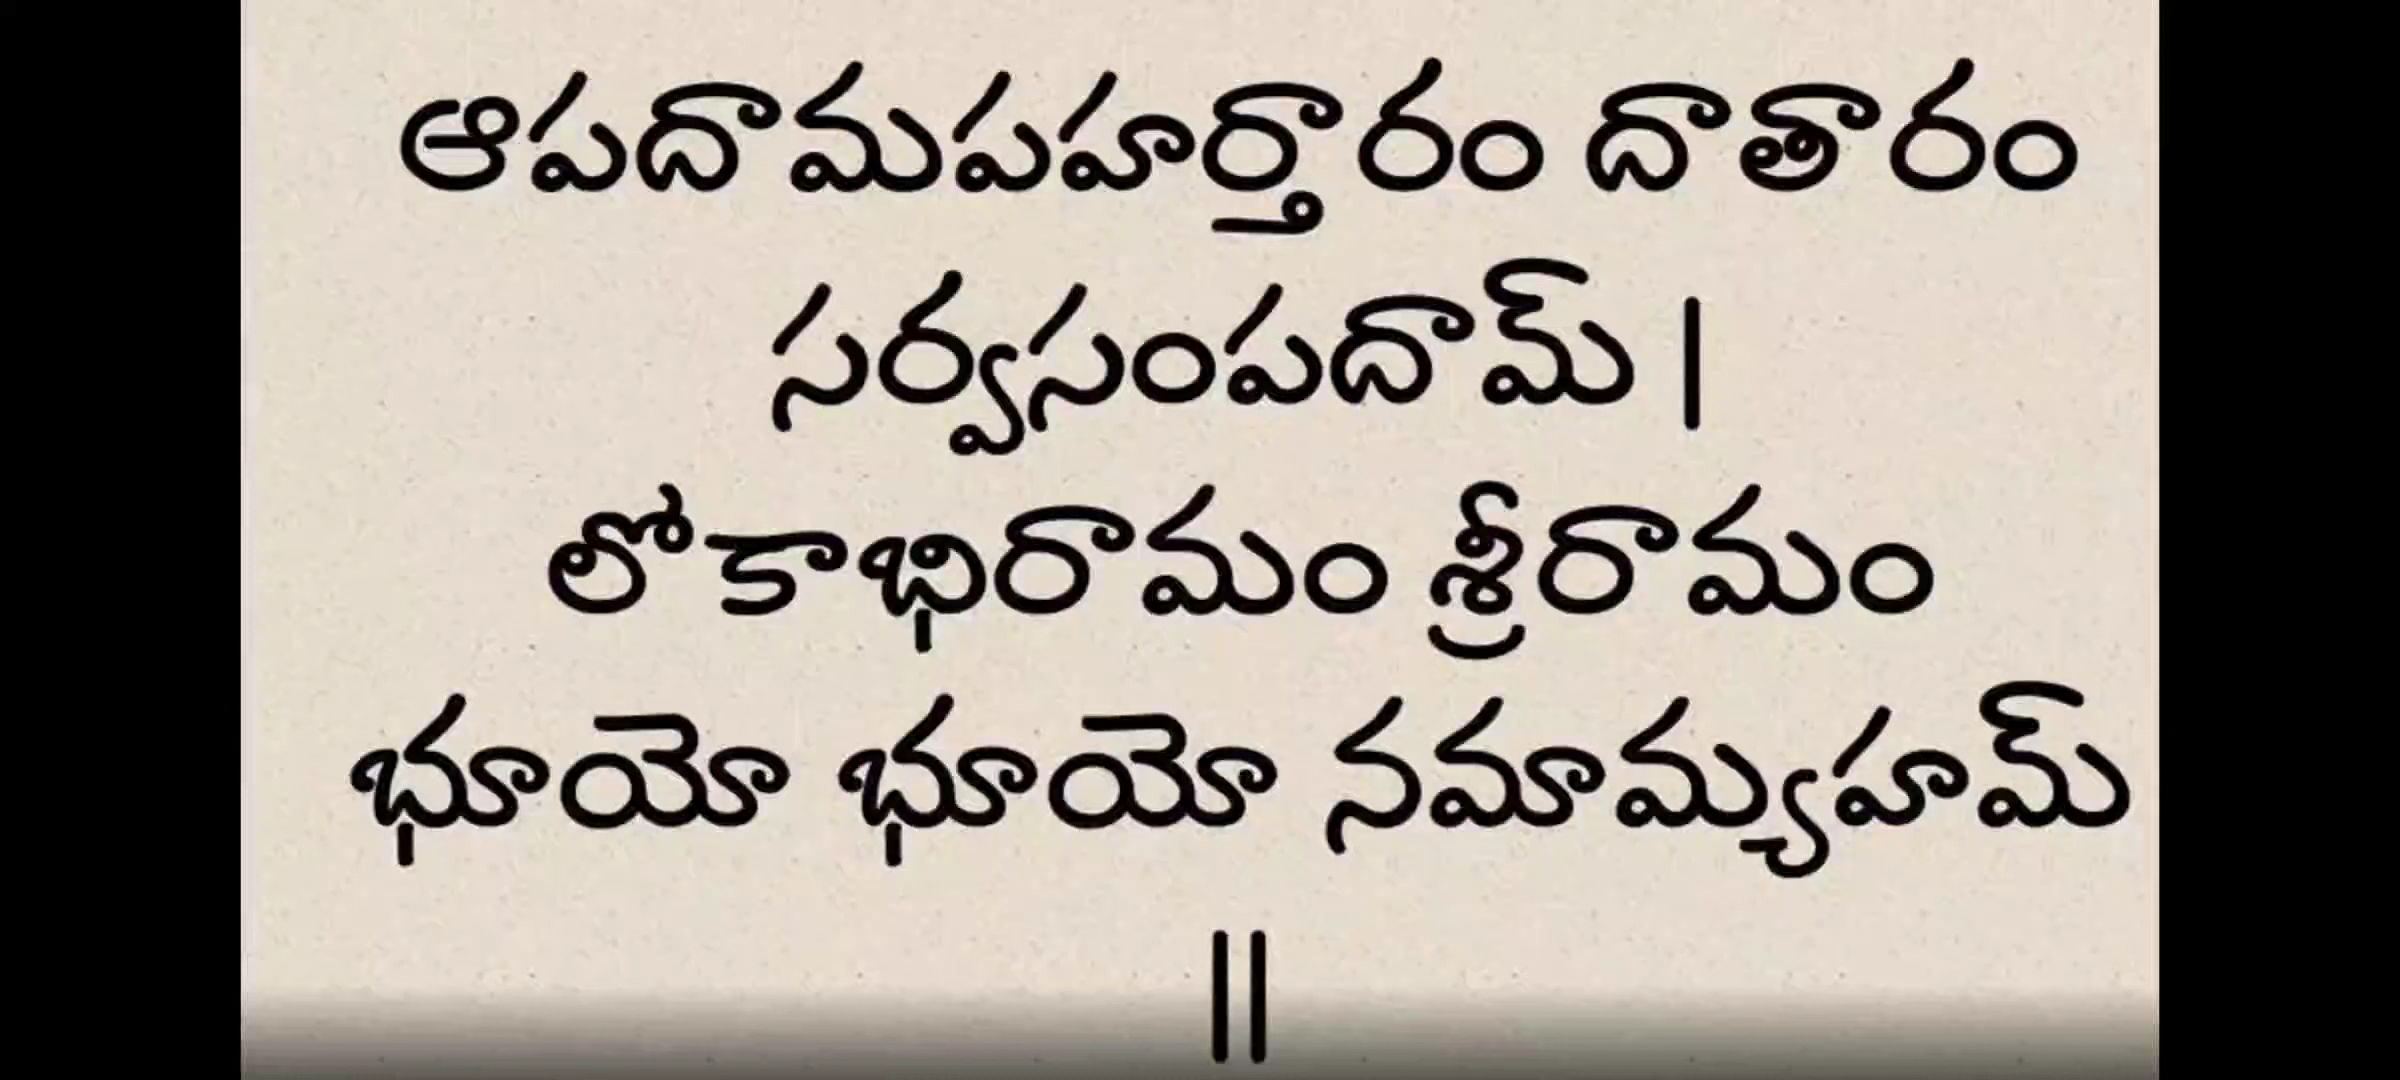 ఆపదామపహర్తారం దాతారం
సర్వసంపదామ్ |
లోకాభిరామం శ్రీరామం
భూయో భూయో నమామ్యహమ్
||